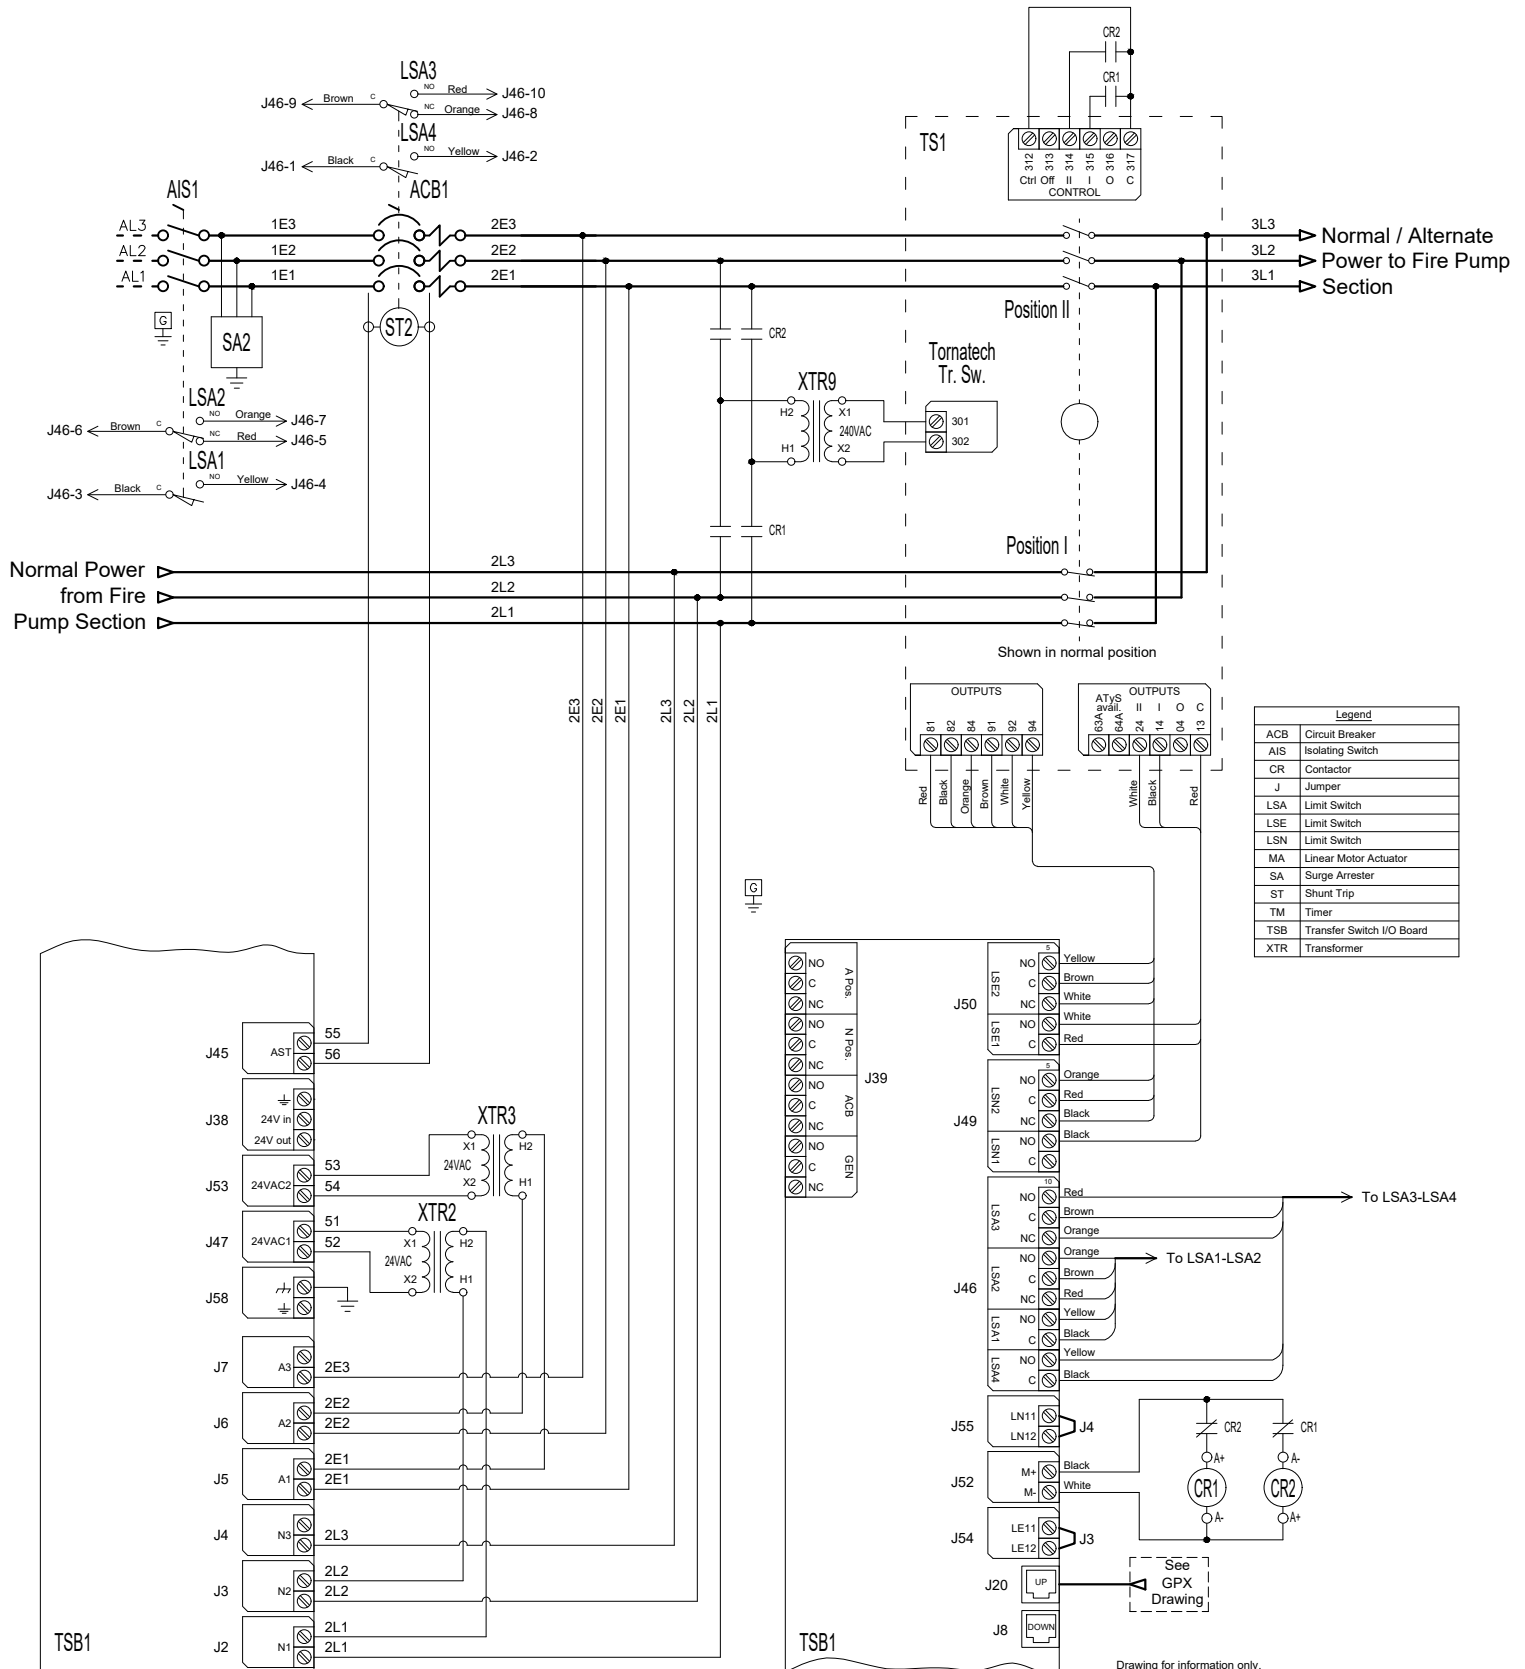 CR2
CR1
LSA3
J46-9 Brown C NO Red J46-10
NC Orange J46-8
LSA4
J46-1 Black C NO Yellow J46-2
AIS1
ACB1
TS1
312 313 314 315 316 317
Ctrl Off II I O C
CONTROL
AL3 1E3 2E3 3L3
AL2 1E2 2E2 3L2
AL1 1E1 2E1 3L1
Normal / Alternate
Power to Fire Pump
Section
G
SA2
ST2
CR2
Position II
Tornatech
Tr. Sw.
XTR9
H2 X1
240VAC
H1 X2
301
302
LSA2
J46-6 Brown C NO Orange J46-7
NC Red J46-5
LSA1
J46-3 Black C NO Yellow J46-4
CR1
Position I
Normal Power
from Fire
Pump Section
2L3
2L2
2L1
Shown in normal position
2E3 2E2 2E1 2L3 2L2 2L1
OUTPUTS
81 82 84 91 92 94
Red Black Orange Brown White Yellow
OUTPUTS
ATyS
avail. II I O C
63A 64A 24 14 04 13
White Black Red
Legend
ACB Circuit Breaker
AIS Isolating Switch
CR Contactor
J Jumper
LSA Limit Switch
LSE Limit Switch
LSN Limit Switch
MA Linear Motor Actuator
SA Surge Arrester
ST Shunt Trip
TM Timer
TSB Transfer Switch I/O Board
XTR Transformer
G
J45 AST 55
56
J38
24V in
24V out
J53 24VAC2 53
54
XTR3
X1 H2
24VAC
X2 H1
J47 24VAC1 51
52
XTR2
X1 H2
24VAC
X2 H1
J58
J7 A3 2E3
J6 A2 2E2
2E2
J5 A1 2E1
2E1
J4 N3 2L3
J3 N2 2L2
2L2
J2 N1 2L1
2L1
TSB1
J39
A Pos.
NO
C
NC
N Pos.
NO
C
NC
ACB
NO
C
NC
GEN
NO
C
NC
J50
5
LSE2
NO Yellow
C Brown
NC White
LSE1
NO White
C Red
J49
5
LSN2
NO Orange
C Red
NC Black
LSN1
NO Black
C
J46
10
LSA3
NO Red
C Brown
NC Orange
To LSA3-LSA4
LSA2
NO Orange
C Brown
NC Red
To LSA1-LSA2
LSA1
NO Yellow
C Black
LSA4
NO Yellow
C Black
J55 LN11
LN12
J4
J52 M+ Black
M- White
CR2 CR1
A+ A-
CR1 CR2
A- A+
J54 LE11
LE12
J3
J20 UP
See
GPX
Drawing
J8 DOWN
TSB1
Drawing for information only.